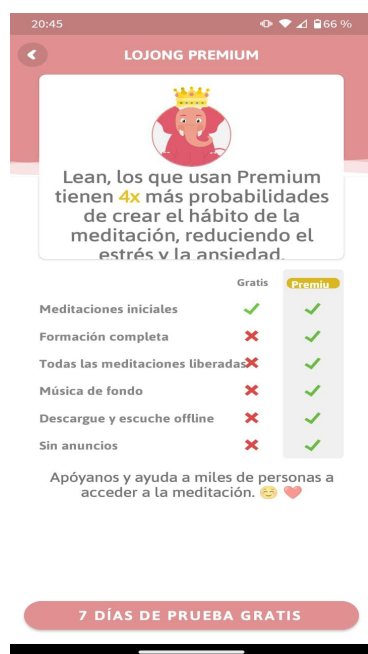 20:45
66 %
LOJONG PREMIUM
Lean, los que usan Premium
tienen 4x más probabilidades
de crear el hábito de la
meditación, reduciendo el
estrés y la ansiedad.
Gratis Premiu
Meditaciones iniciales
Formación completa
Todas las meditaciones liberadas
Música de fondo
Descargue y escuche offline
Sin anuncios
Apóyanos y ayuda a miles de personas a
acceder a la meditación. ☺️ ❤️
7 DÍAS DE PRUEBA GRATIS